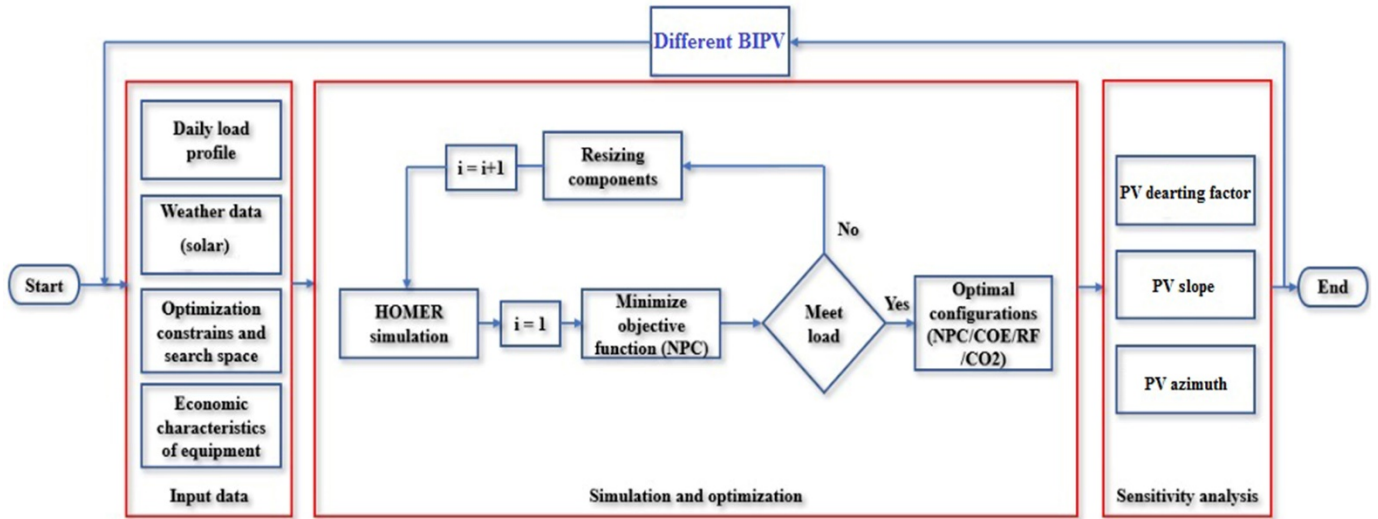 Different BIPV
Start
Daily load
profile
Weather data
(solar)
Optimization
constrains and
search space
Economic
characteristics
of equipment
Input data
i = i+1
Resizing
components
HOMER
simulation
i = 1
Minimize
objective
function (NPC)
Meet
load
No
Yes
Optimal
configurations
(NPC/COE/RF
/CO2)
Simulation and optimization
PV dearting factor
PV slope
PV azimuth
Sensitivity analysis
End